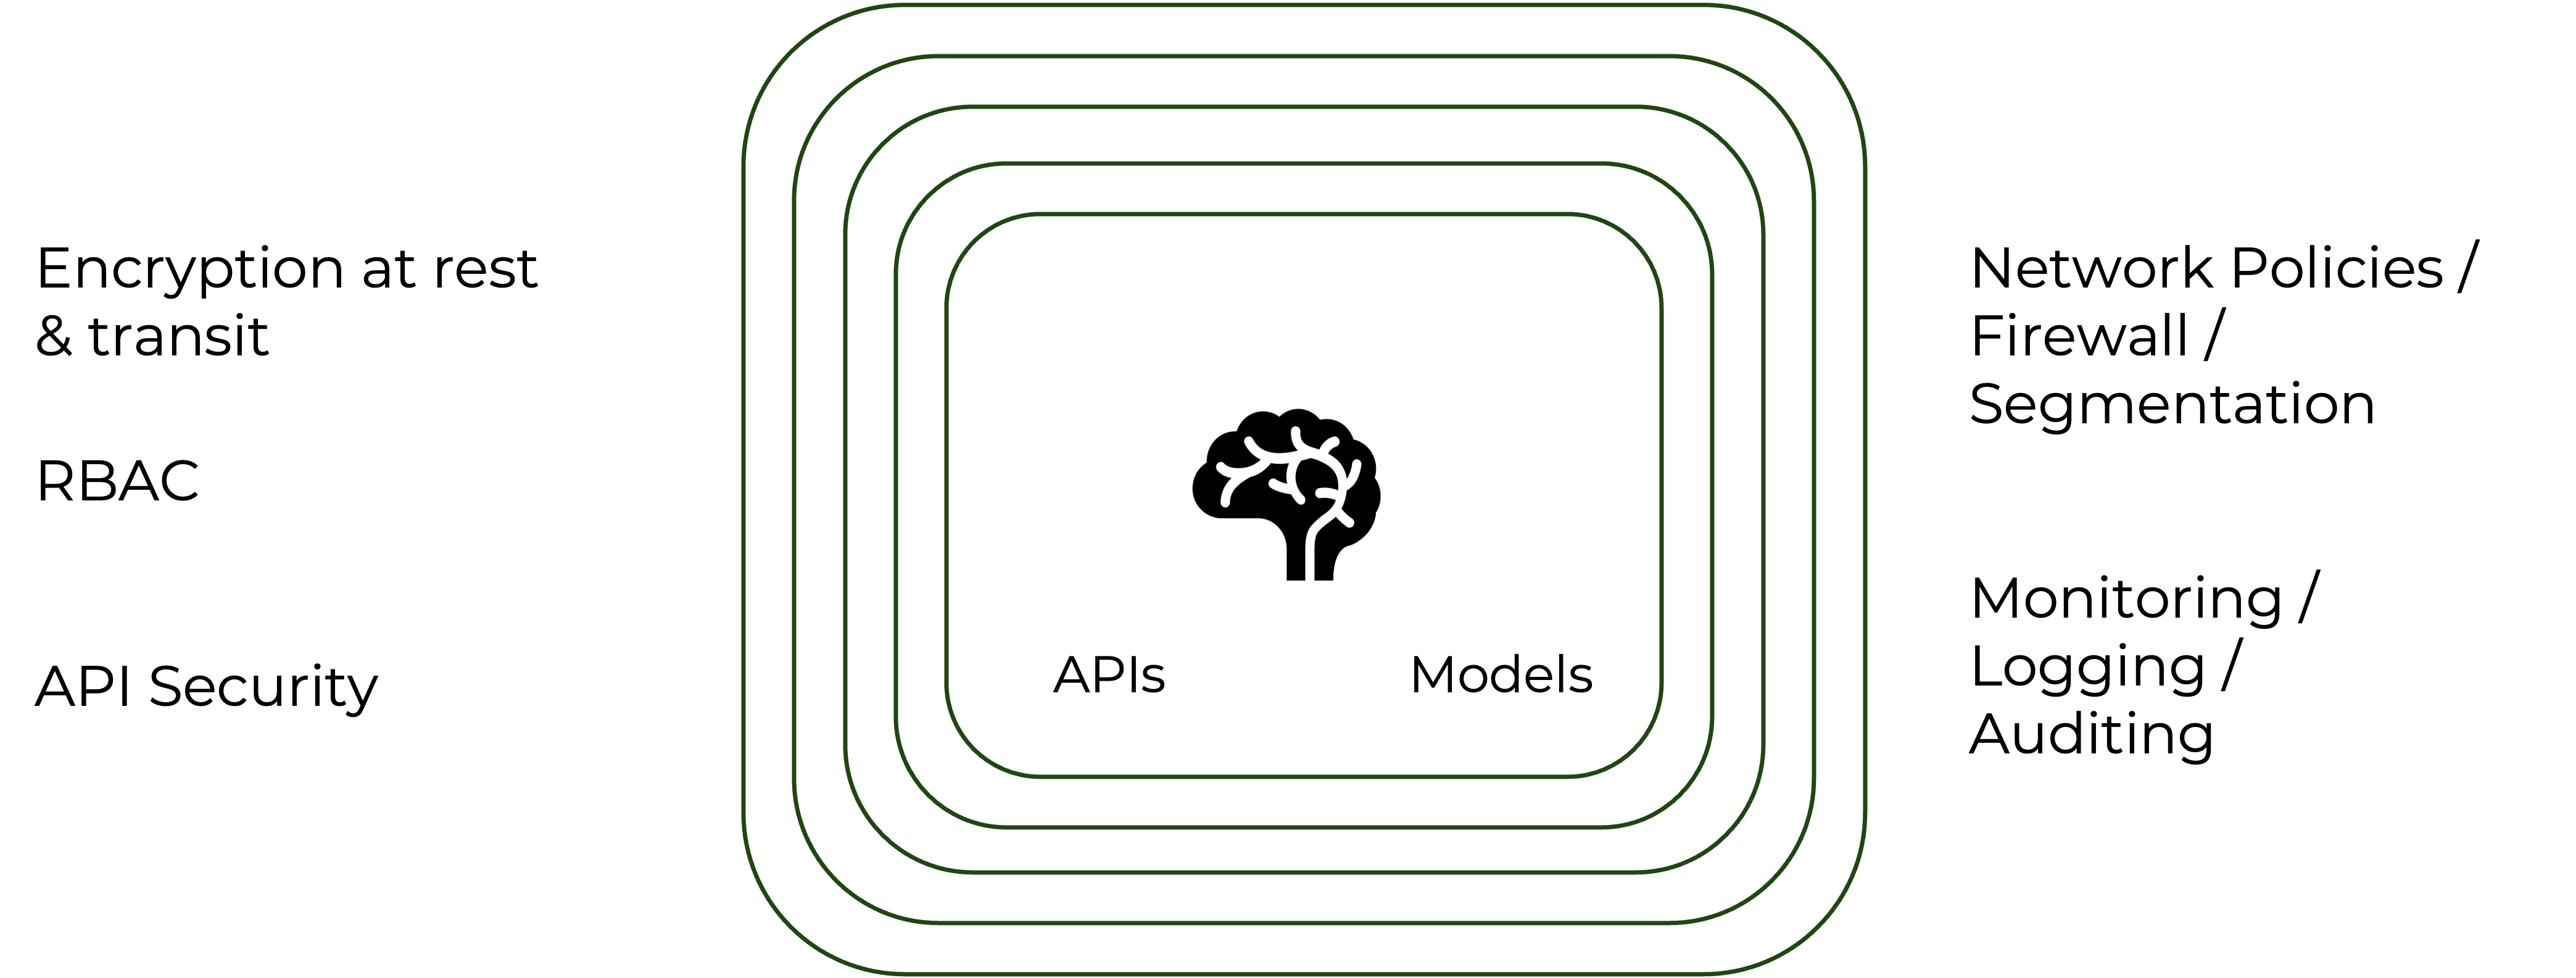 Encryption at rest
& transit
RBAC
API Security
APIs
Models
Network Policies /
Firewall /
Segmentation
Monitoring /
Logging /
Auditing